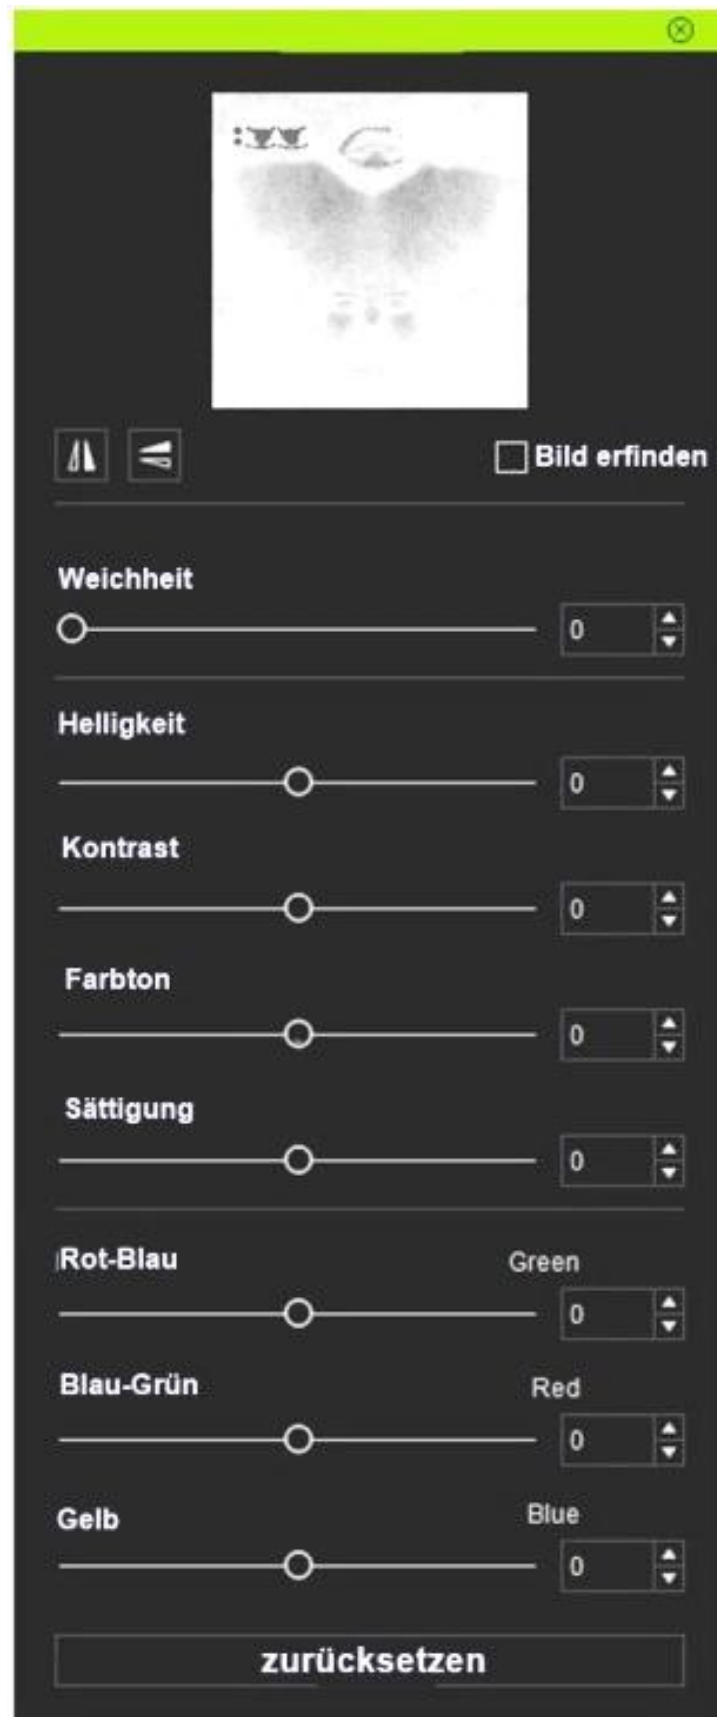 Bild erfinden
Weichheit
0
Helligkeit
0
Kontrast
0
Farbton
0
Sättigung
0
Rot-Blau Green
0
Blau-Grün Red
0
Gelb Blue
0
zurücksetzen